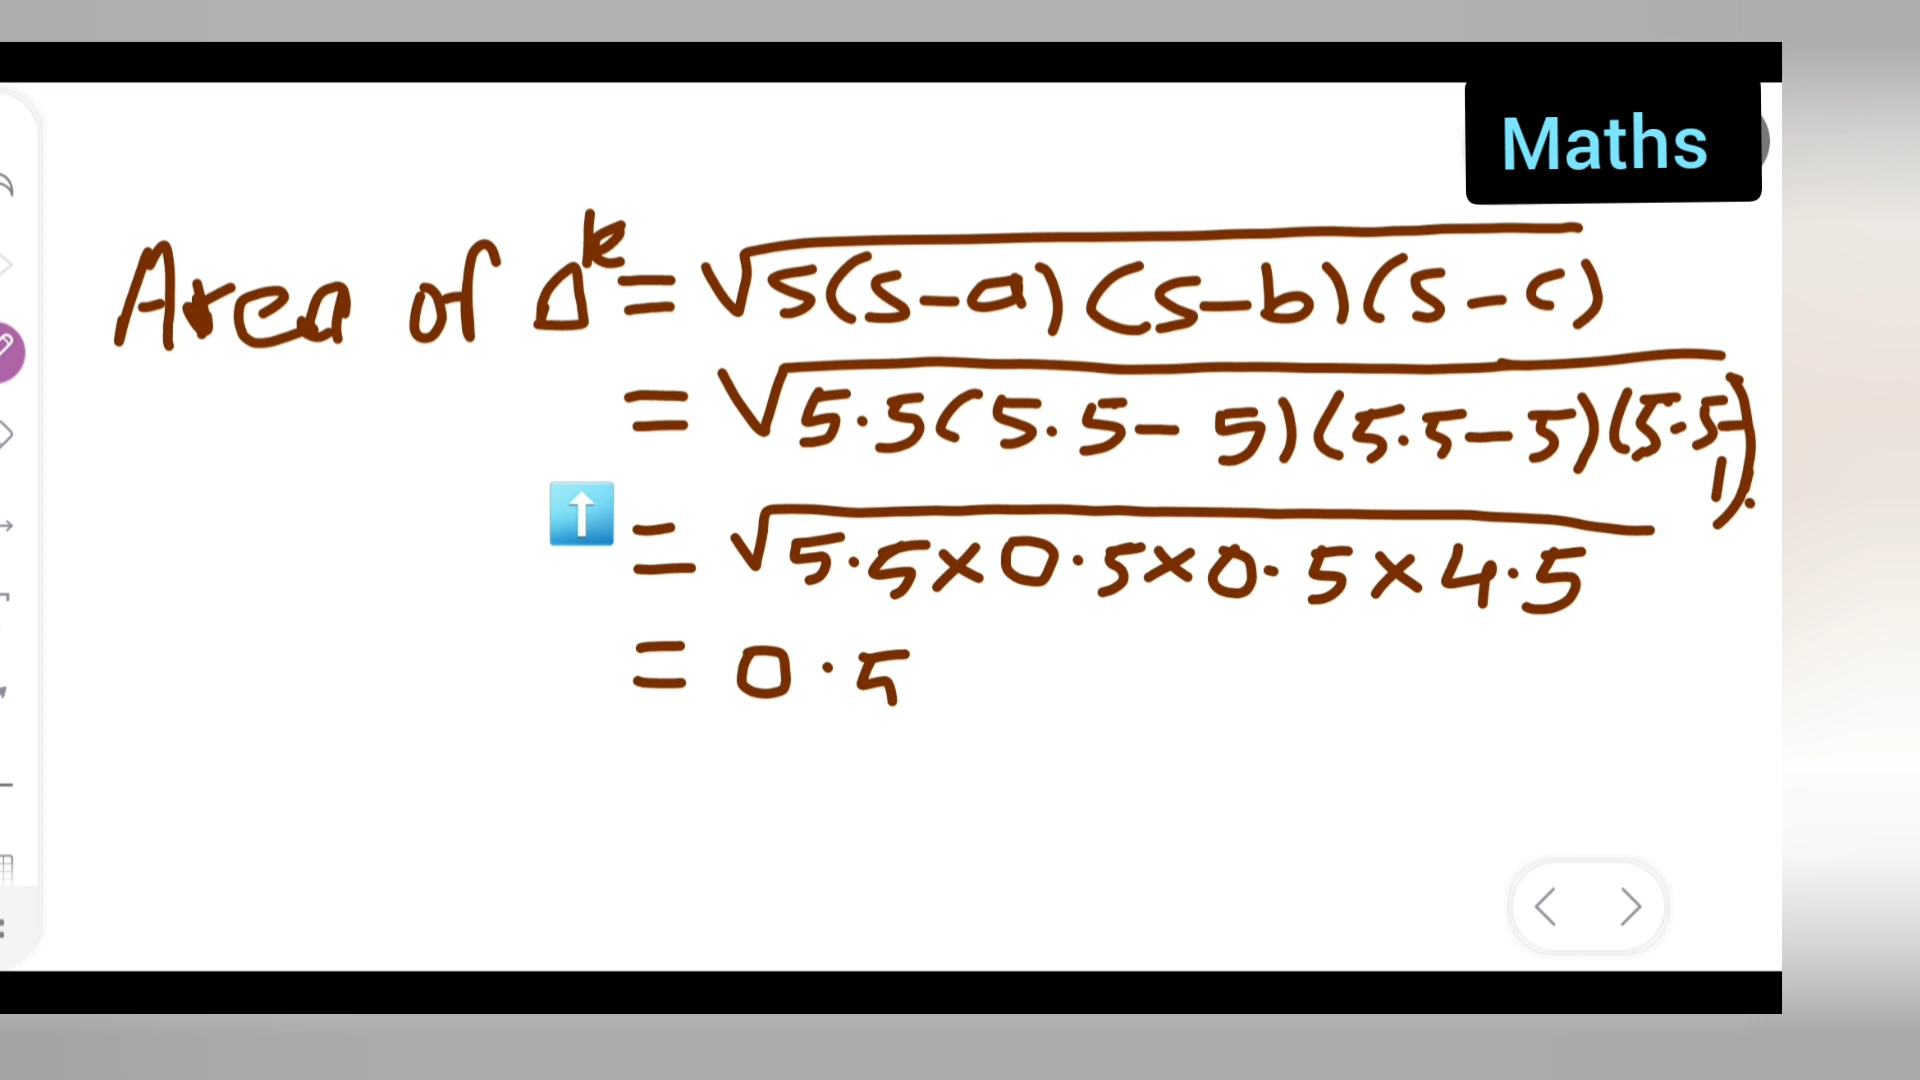 Maths
Area of Δle = √s(s-a)(s-b)(s-c)
= √5.5(5.5-5)(5.5-5)(5.5-1).
= √5.5×0.5×0.5×4.5
= 0.5